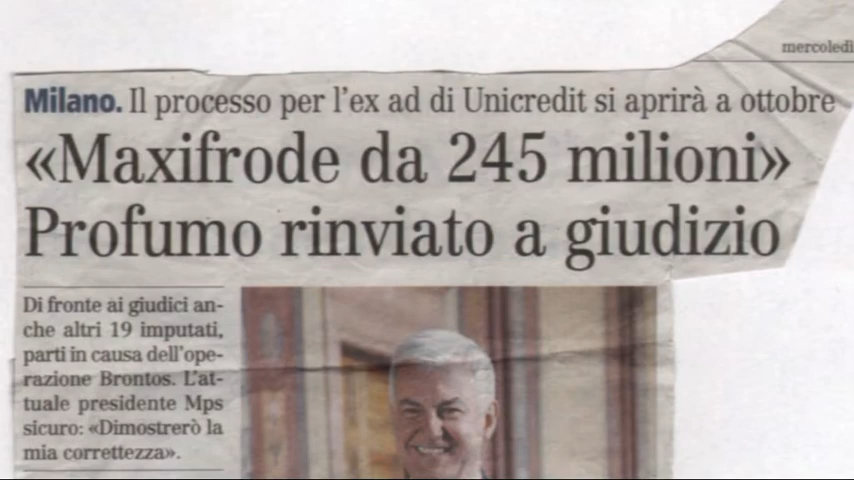 mercoledì
Milano. Il processo per l'ex ad di Unicredit si aprirà a ottobre
«Maxifrode da 245 milioni»
Profumo rinviato a giudizio
Di fronte ai giudici an-
che altri 19 imputati,
parti in causa dell'ope-
razione Brontos. L'at-
tuale presidente Mps
sicuro: «Dimostrerò la
mia correttezza».